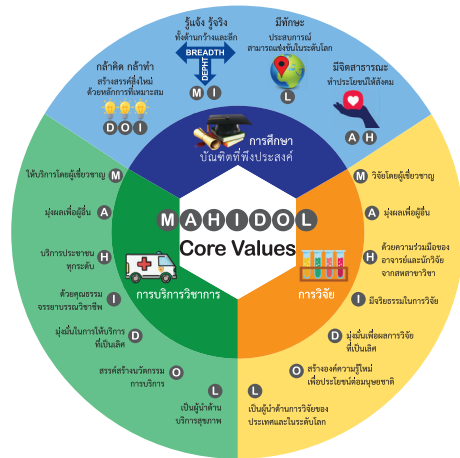 กล้าคิด กล้าทำ
สร้างสรรค์สิ่งใหม่
ด้วยหลักการที่เหมาะสม
D O I
รู้แจ้ง รู้จริง
ทั้งด้านกว้างและลึก
BREADTH
DEPHT
M I
มีทักษะ
ประสบการณ์
สามารถแข่งขันในระดับโลก
L
มีจิตสาธารณะ
ทำประโยชน์ให้สังคม
A H
การศึกษา
บัณฑิตที่พึงประสงค์
MAHIDOL
Core Values
การบริการวิชาการ
การวิจัย
ให้บริการโดยผู้เชี่ยวชาญ M
มุ่งผลเพื่อผู้อื่น A
บริการประชาชน
ทุกระดับ H
ด้วยคุณธรรม
จรรยาบรรณวิชาชีพ I
มุ่งมั่นในการให้บริการ
ที่เป็นเลิศ D
สรรค์สร้างนวัตกรรม
การบริการ O
L
เป็นผู้นำด้าน
บริการสุขภาพ
M วิจัยโดยผู้เชี่ยวชาญ
A มุ่งผลเพื่อผู้อื่น
H ด้วยความร่วมมือของ
อาจารย์และนักวิจัย
จากสหสาขาวิชา
I มีจริยธรรมในการวิจัย
D มุ่งมั่นเพื่อผลการวิจัย
ที่เป็นเลิศ
O สร้างองค์ความรู้ใหม่
เพื่อประโยชน์ต่อมนุษยชาติ
L
เป็นผู้นำด้านการวิจัยของ
ประเทศและในระดับโลก